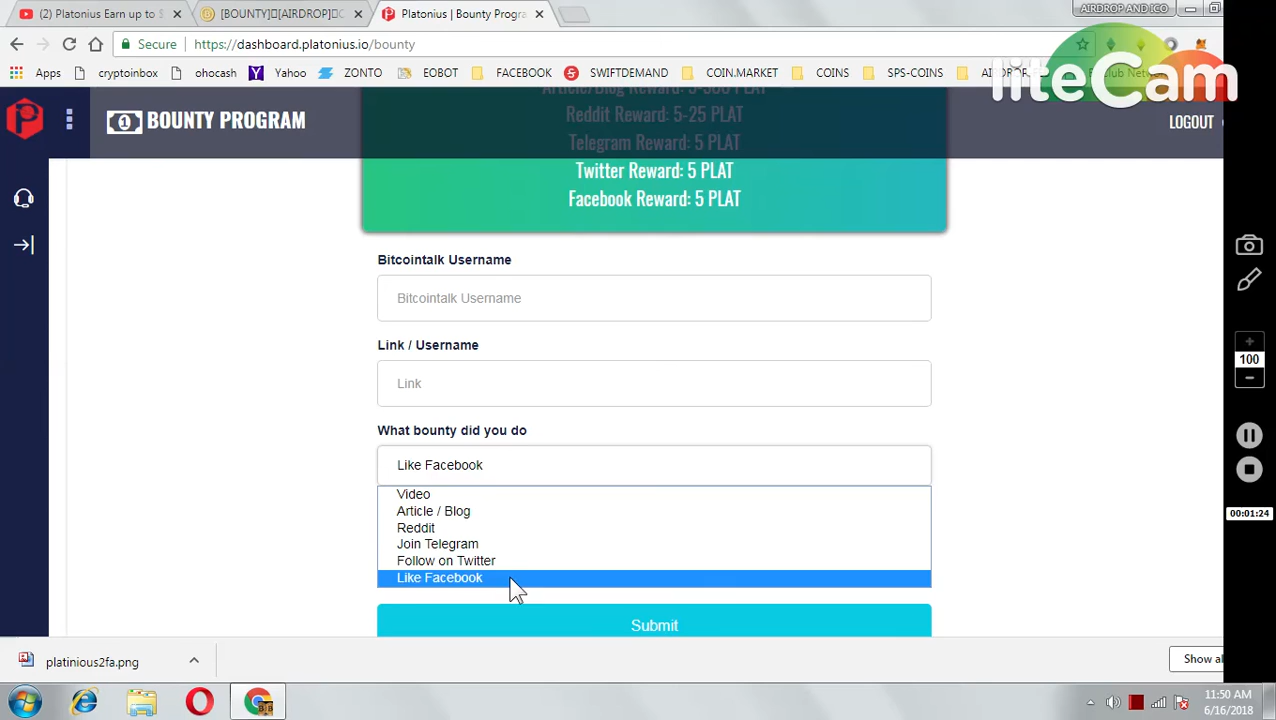 (2) Platonius Earn up to
[BOUNTY][AIRDROP]
Platonius | Bounty Progra
AIRDROP AND ICO
Secure
https://dashboard.platonius.io/bounty
Apps
cryptoinbox
ohocash
Yahoo
ZONTO
EOBOT
FACEBOOK
SWIFTDEMAND
COIN.MARKET
COINS
GPS-COINS
liteCam
BOUNTY PROGRAM
LOGOUT
Reddit Reward: 5-25 PLAT
Telegram Reward: 5 PLAT
Twitter Reward: 5 PLAT
Facebook Reward: 5 PLAT
Bitcointalk Username
Bitcointalk Username
Link / Username
Link
What bounty did you do
Like Facebook
Video
Article / Blog
Reddit
Join Telegram
Follow on Twitter
Like Facebook
Submit
100
00:01:24
platinious2fa.png
Show al
11:50 AM
6/16/2018